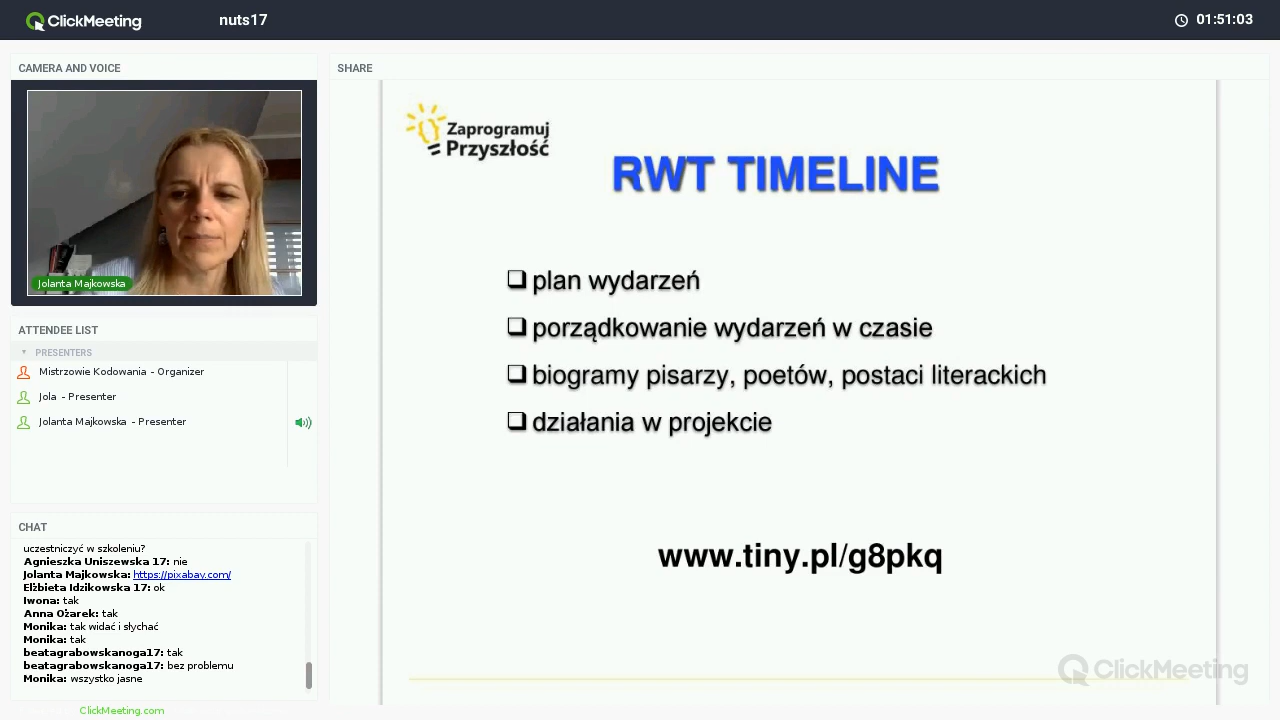 ClickMeeting
nuts17
01:51:03
CAMERA AND VOICE
Jolanta Majkowska
ATTENDEE LIST
PRESENTERS
Mistrzowie Kodowania - Organizer
Jola - Presenter
Jolanta Majkowska - Presenter
CHAT
uczestniczyć w szkoleniu?
Agnieszka Uniszewska 17: nie
Jolanta Majkowska: https://pixabay.com/
Elżbieta Idzikowska 17: ok
Iwona: tak
Anna Ożarek: tak
Monika: tak widać i słychać
Monika: tak
beatagrabowskanoga17: tak
beatagrabowskanoga17: bez problemu
Monika: wszystko jasne
ClickMeeting.com
SHARE
Zaprogramuj
Przyszłość
RWT TIMELINE
plan wydarzeń
porządkowanie wydarzeń w czasie
biogramy pisarzy, poetów, postaci literackich
działania w projekcie
www.tiny.pl/g8pkq
ClickMeeting